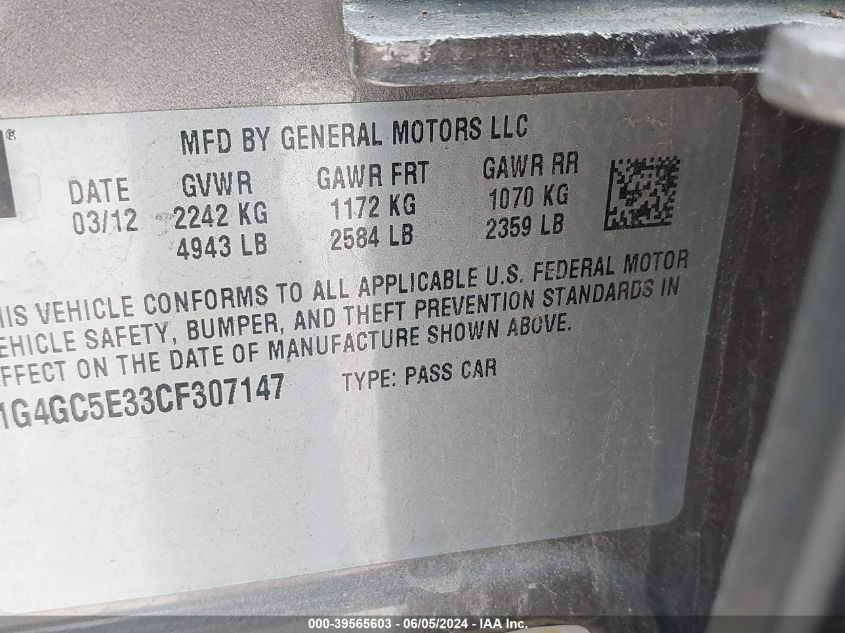 ®
MFD BY GENERAL MOTORS LLC
DATE GVWR GAWR FRT GAWR RR
03/12 2242 KG 1172 KG 1070 KG
4943 LB 2584 LB 2359 LB
HIS VEHICLE CONFORMS TO ALL APPLICABLE U.S. FEDERAL MOTOR
EHICLE SAFETY, BUMPER, AND THEFT PREVENTION STANDARDS IN
FFECT ON THE DATE OF MANUFACTURE SHOWN ABOVE.
1G4GC5E33CF307147 TYPE: PASS CAR
000-39565603 - 06/05/2024 - IAA Inc.